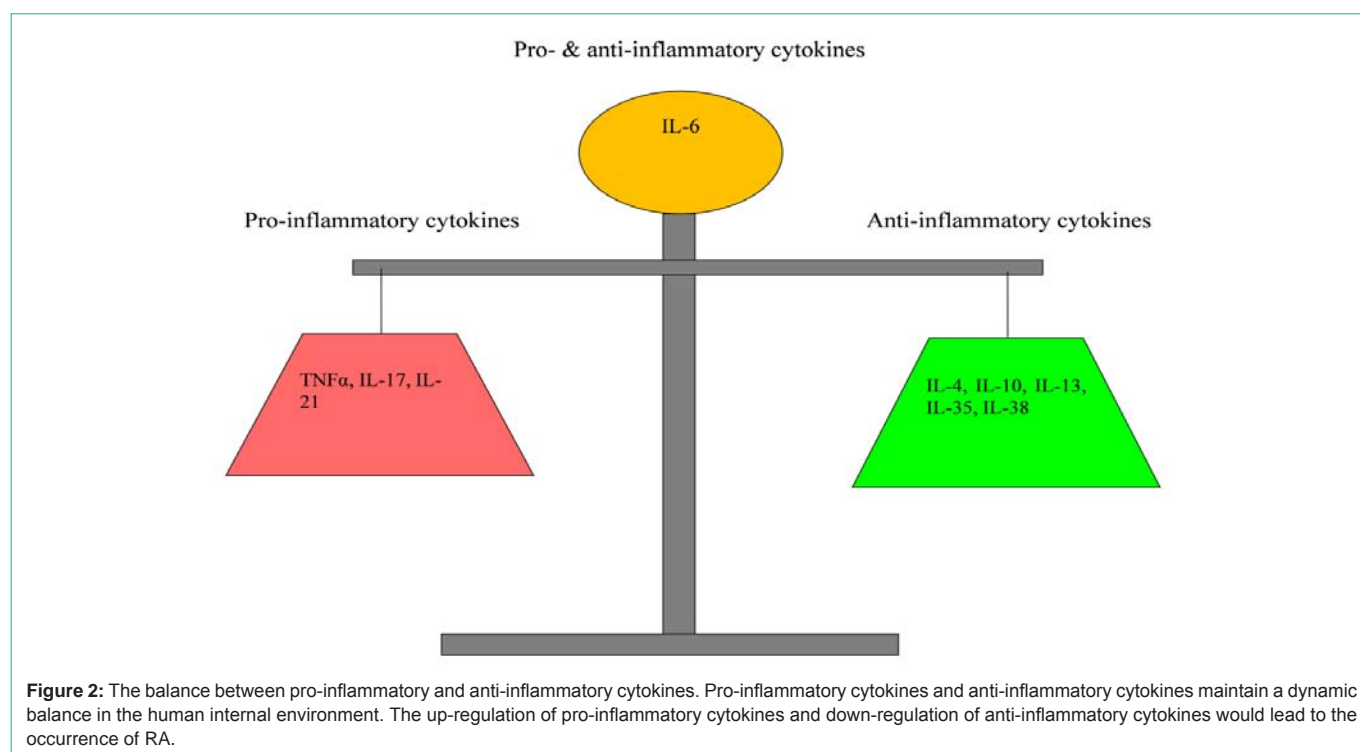 Pro- & anti-inflammatory cytokines
IL-6
Pro-inflammatory cytokines
Anti-inflammatory cytokines
TNFα, IL-17, IL-
21
IL-4, IL-10, IL-13,
IL-35, IL-38
Figure 2: The balance between pro-inflammatory and anti-inflammatory cytokines. Pro-inflammatory cytokines and anti-inflammatory cytokines maintain a dynamic
balance in the human internal environment. The up-regulation of pro-inflammatory cytokines and down-regulation of anti-inflammatory cytokines would lead to the
occurrence of RA.